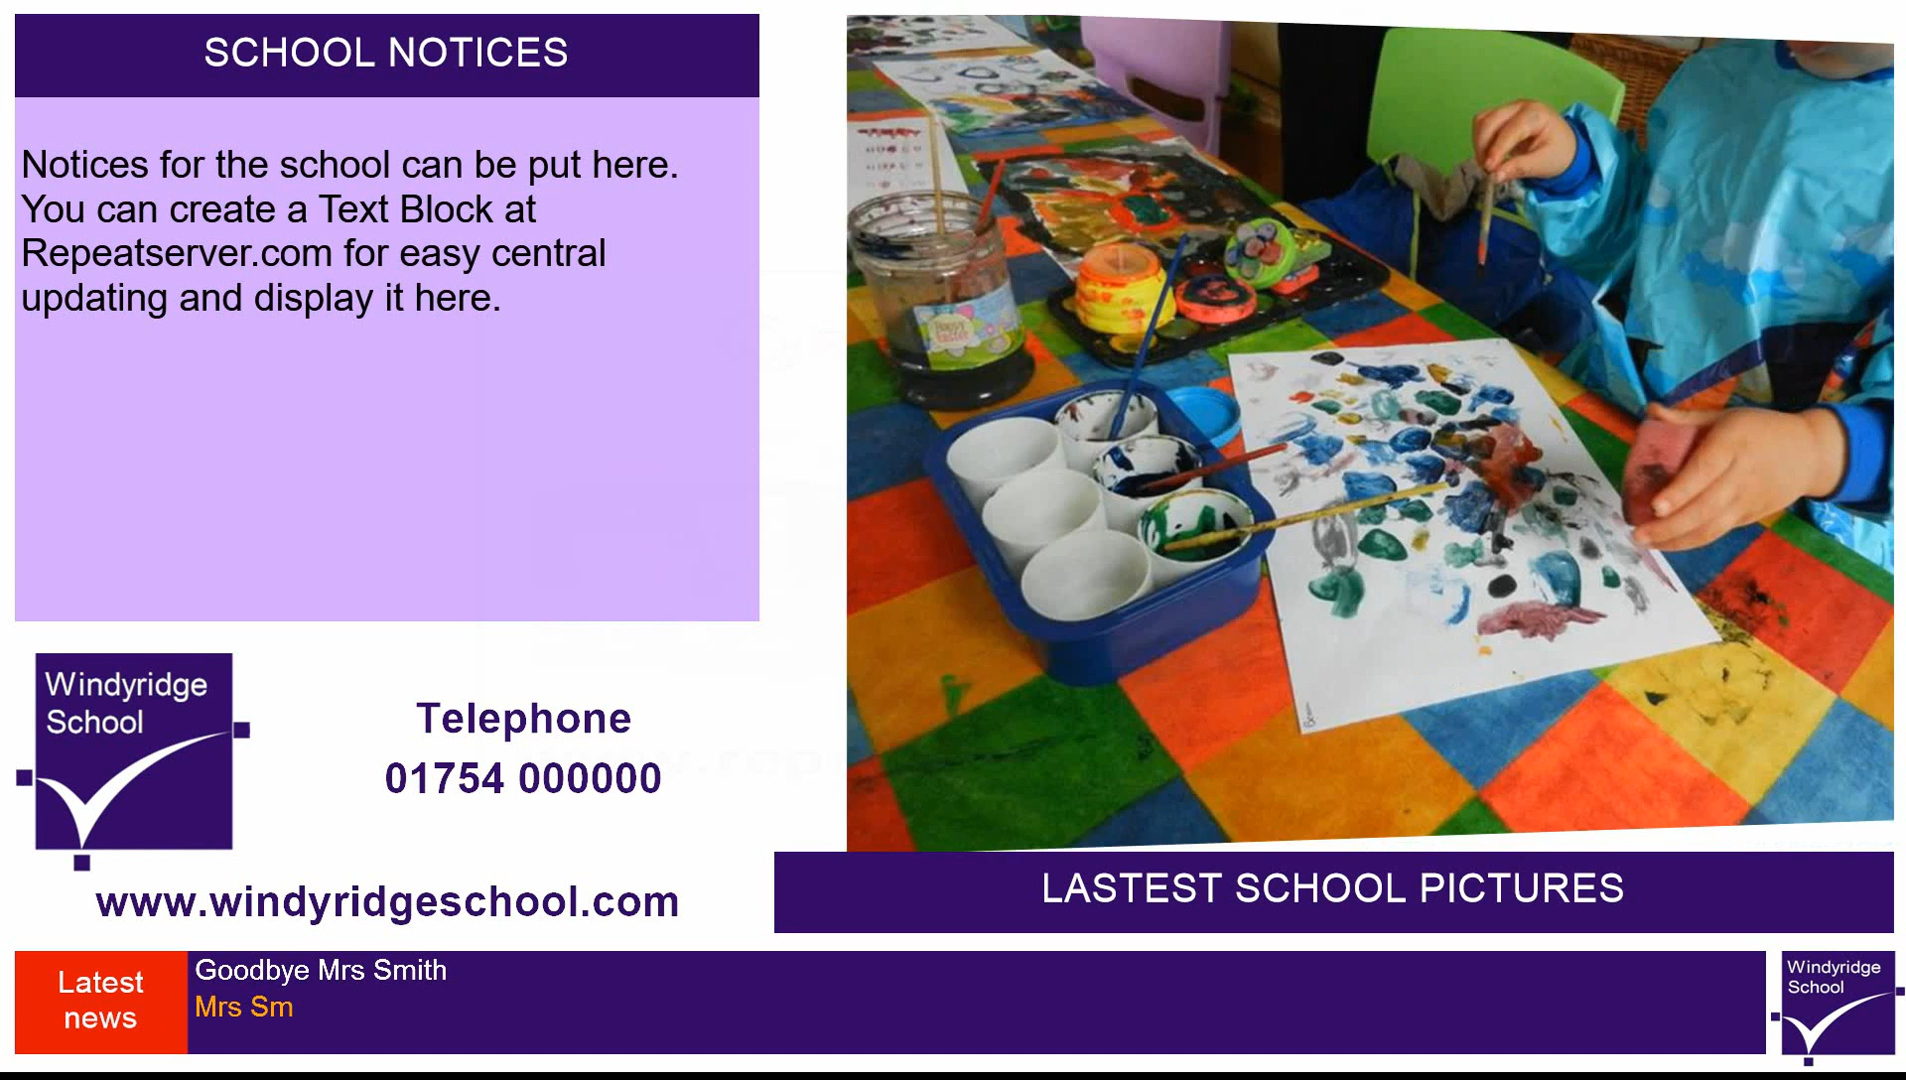 SCHOOL NOTICES
Notices for the school can be put here.
You can create a Text Block at
Repeatserver.com for easy central
updating and display it here.
Windyridge
School
Telephone
01754 000000
www.windyridgeschool.com
LASTEST SCHOOL PICTURES
Latest
news
Goodbye Mrs Smith
Mrs Sm
Windyridge
School